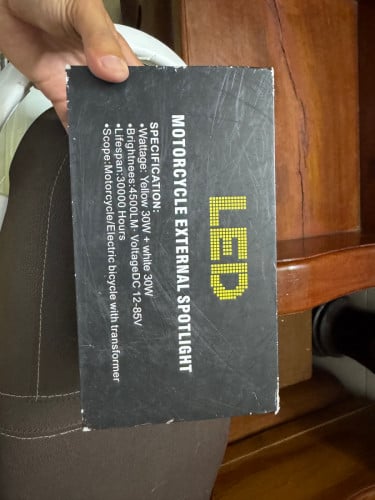 LED
MOTORCYCLE EXTERNAL SPOTLIGHT
SPECIFICATION:
•Wattage: Yellow 30W + white 30W
•Brightnees:4500LM· VoltageDC 12-85V
•Lifespan:30000 Hours
•Scope:Motorcycle/Electric bicycle with transformer